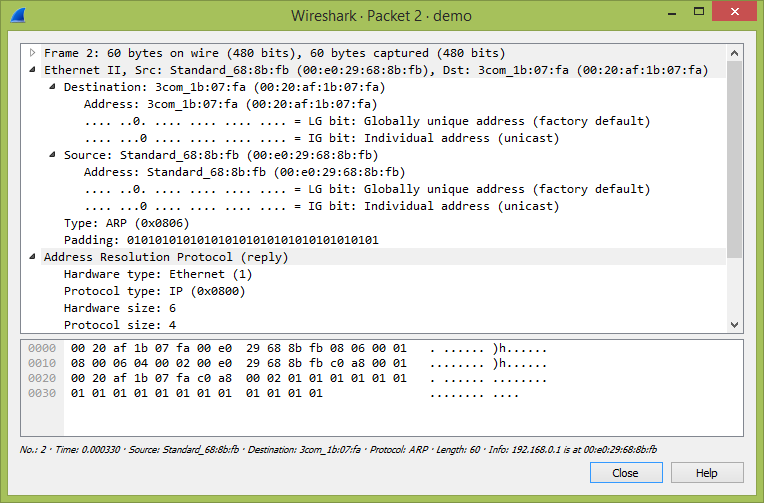 Wireshark · Packet 2 · demo
Frame 2: 60 bytes on wire (480 bits), 60 bytes captured (480 bits)
Ethernet II, Src: Standard_68:8b:fb (00:e0:29:68:8b:fb), Dst: 3com_1b:07:fa (00:20:af:1b:07:fa)
Destination: 3com_1b:07:fa (00:20:af:1b:07:fa)
Address: 3com_1b:07:fa (00:20:af:1b:07:fa)
.... ..0. .... .... .... .... = LG bit: Globally unique address (factory default)
.... ...0 .... .... .... .... = IG bit: Individual address (unicast)
Source: Standard_68:8b:fb (00:e0:29:68:8b:fb)
Address: Standard_68:8b:fb (00:e0:29:68:8b:fb)
.... ..0. .... .... .... .... = LG bit: Globally unique address (factory default)
.... ...0 .... .... .... .... = IG bit: Individual address (unicast)
Type: ARP (0x0806)
Padding: 010101010101010101010101010101010101
Address Resolution Protocol (reply)
Hardware type: Ethernet (1)
Protocol type: IP (0x0800)
Hardware size: 6
Protocol size: 4
0000 00 20 af 1b 07 fa 00 e0 29 68 8b fb 08 06 00 01 . ...... )h......
0010 08 00 06 04 00 02 00 e0 29 68 8b fb c0 a8 00 01 ........ )h......
0020 00 20 af 1b 07 fa c0 a8 00 02 01 01 01 01 01 01 . ...... ........
0030 01 01 01 01 01 01 01 01 01 01 01 01 ........ ....
No.: 2 · Time: 0.000330 · Source: Standard_68:8b:fb · Destination: 3com_1b:07:fa · Protocol: ARP · Length: 60 · Info: 192.168.0.1 is at 00:e0:29:68:8b:fb
Close Help